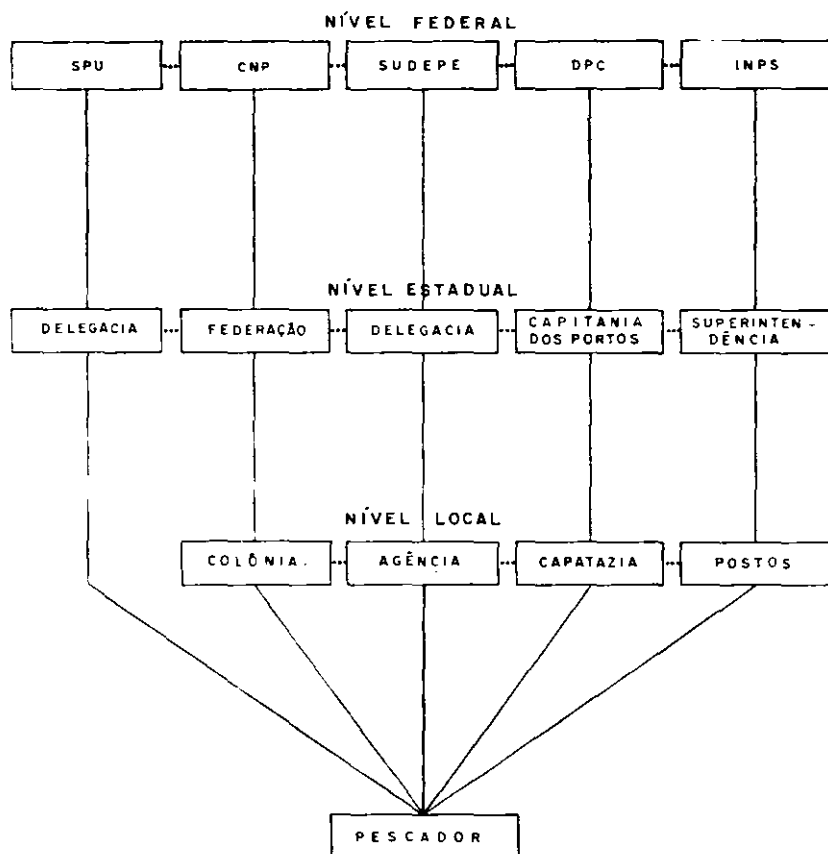 NÍVEL FEDERAL
SPU CNP SUDEPE DPC INPS
NÍVEL ESTADUAL
DELEGACIA FEDERAÇÃO DELEGACIA CAPITANIA DOS PORTOS SUPERINTEN-DÊNCIA
NÍVEL LOCAL
COLÔNIA. AGÊNCIA CAPATAZIA POSTOS
PESCADOR